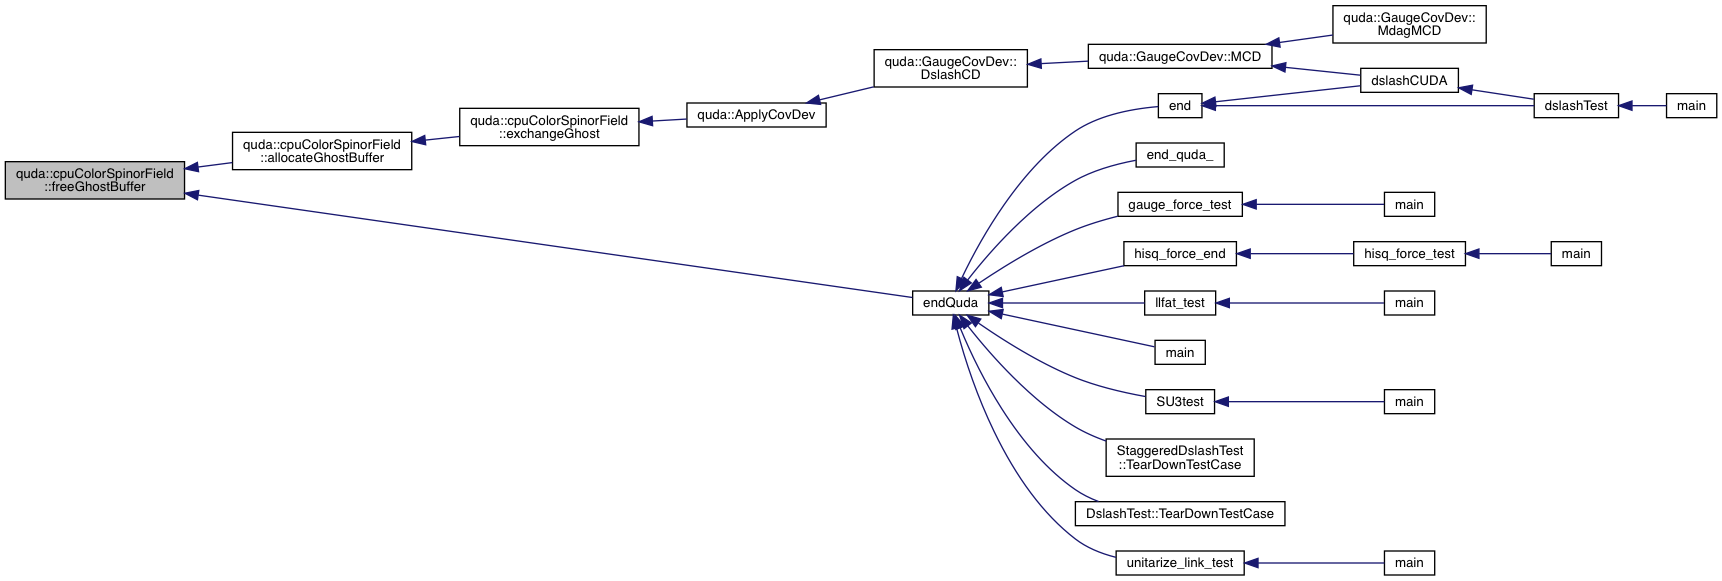 quda::GaugeCovDev::
MdagMCD
quda::GaugeCovDev::MCD
quda::GaugeCovDev::
DslashCD
dslashCUDA
end
dslashTest
main
quda::ApplyCovDev
quda::cpuColorSpinorField
::exchangeGhost
quda::cpuColorSpinorField
::allocateGhostBuffer
end_quda_
quda::cpuColorSpinorField
::freeGhostBuffer
gauge_force_test
main
hisq_force_end
hisq_force_test
main
endQuda
llfat_test
main
main
SU3test
main
StaggeredDslashTest
::TearDownTestCase
DslashTest::TearDownTestCase
unitarize_link_test
main